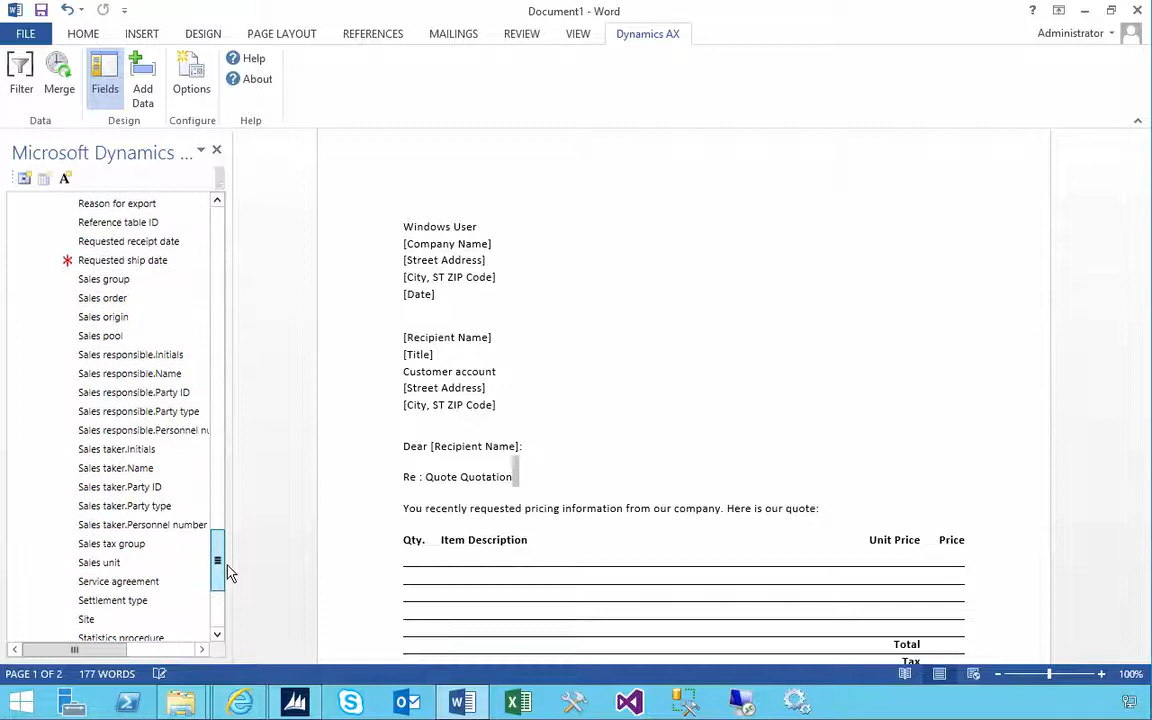 Document1 - Word
FILE HOME INSERT DESIGN PAGE LAYOUT REFERENCES MAILINGS REVIEW VIEW Dynamics AX Administrator
Filter Merge Fields Add Data Options Help About
Data Design Configure Help
Microsoft Dynamics ...
Reason for export
Reference table ID
Requested receipt date
Requested ship date
Sales group
Sales order
Sales origin
Sales pool
Sales responsible.Initials
Sales responsible.Name
Sales responsible.Party ID
Sales responsible.Party type
Sales responsible.Personnel nu
Sales taker.Initials
Sales taker.Name
Sales taker.Party ID
Sales taker.Party type
Sales taker.Personnel number
Sales tax group
Sales unit
Service agreement
Settlement type
Site
Statistics procedure
Windows User
[Company Name]
[Street Address]
[City, ST ZIP Code]
[Date]
[Recipient Name]
[Title]
Customer account
[Street Address]
[City, ST ZIP Code]
Dear [Recipient Name]:
Re : Quote Quotation
You recently requested pricing information from our company. Here is our quote:
Qty. Item Description Unit Price Price
Total
Tax
PAGE 1 OF 2 177 WORDS 100%